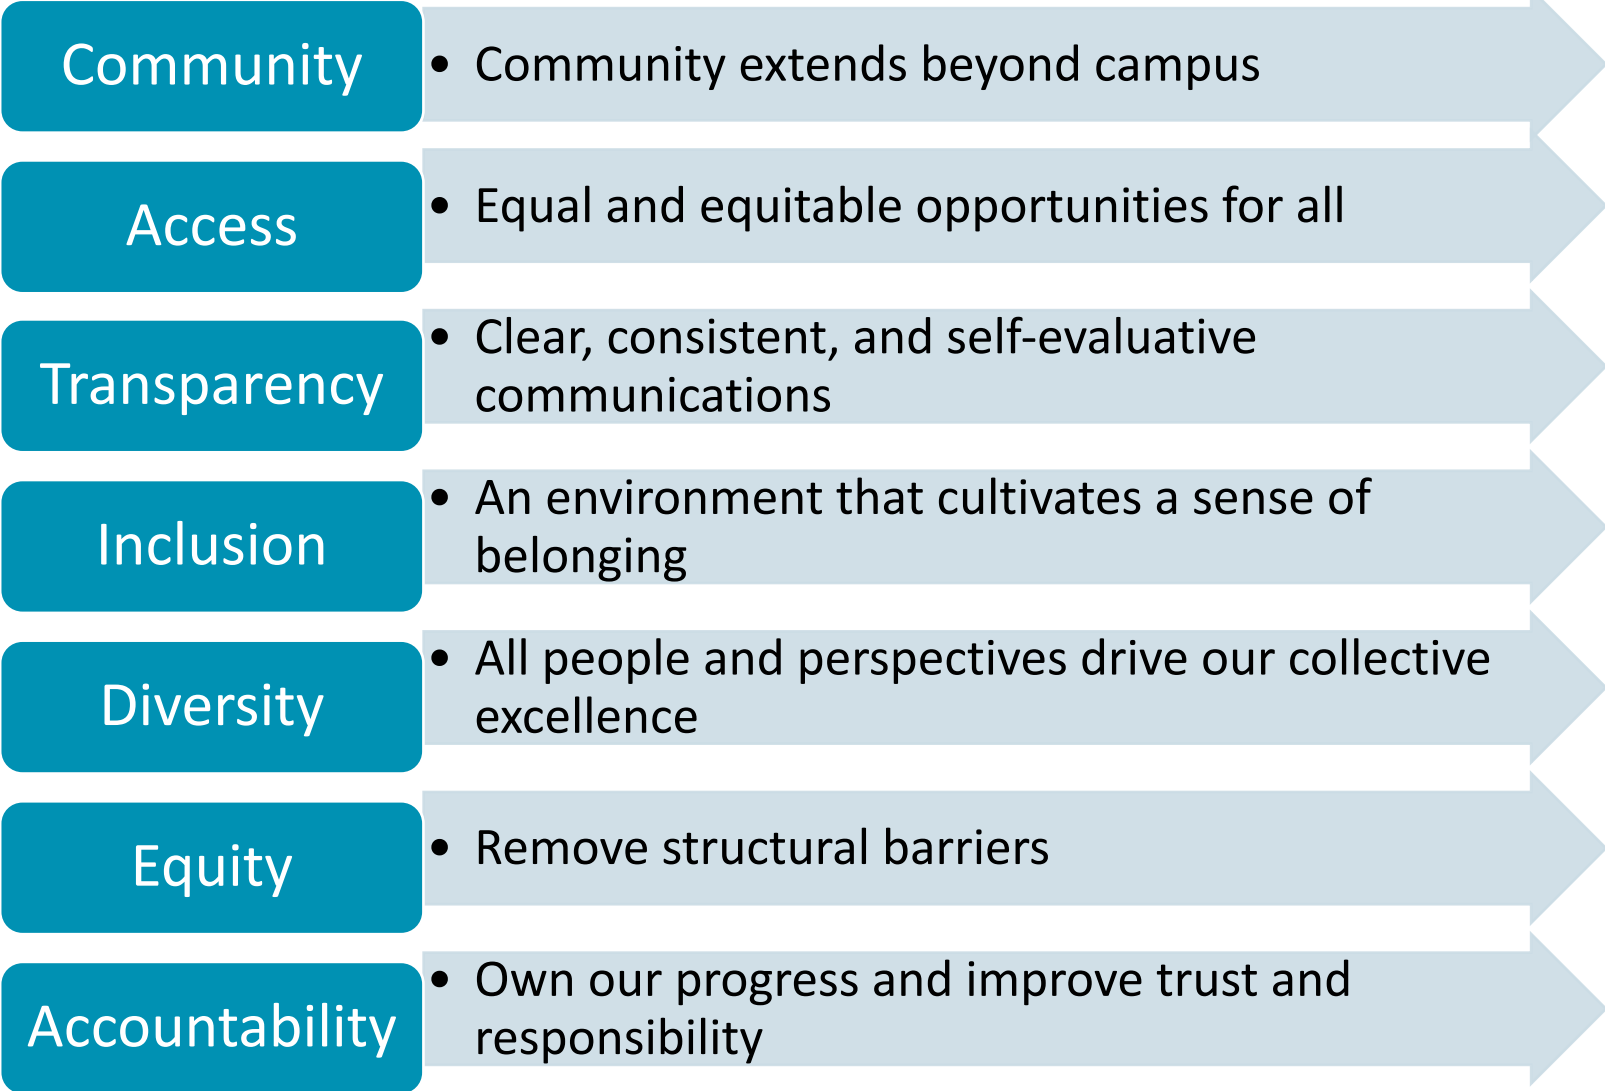 Community
• Community extends beyond campus
Access
• Equal and equitable opportunities for all
Transparency
• Clear, consistent, and self-evaluative
communications
Inclusion
• An environment that cultivates a sense of
belonging
Diversity
• All people and perspectives drive our collective
excellence
Equity
• Remove structural barriers
Accountability
• Own our progress and improve trust and
responsibility